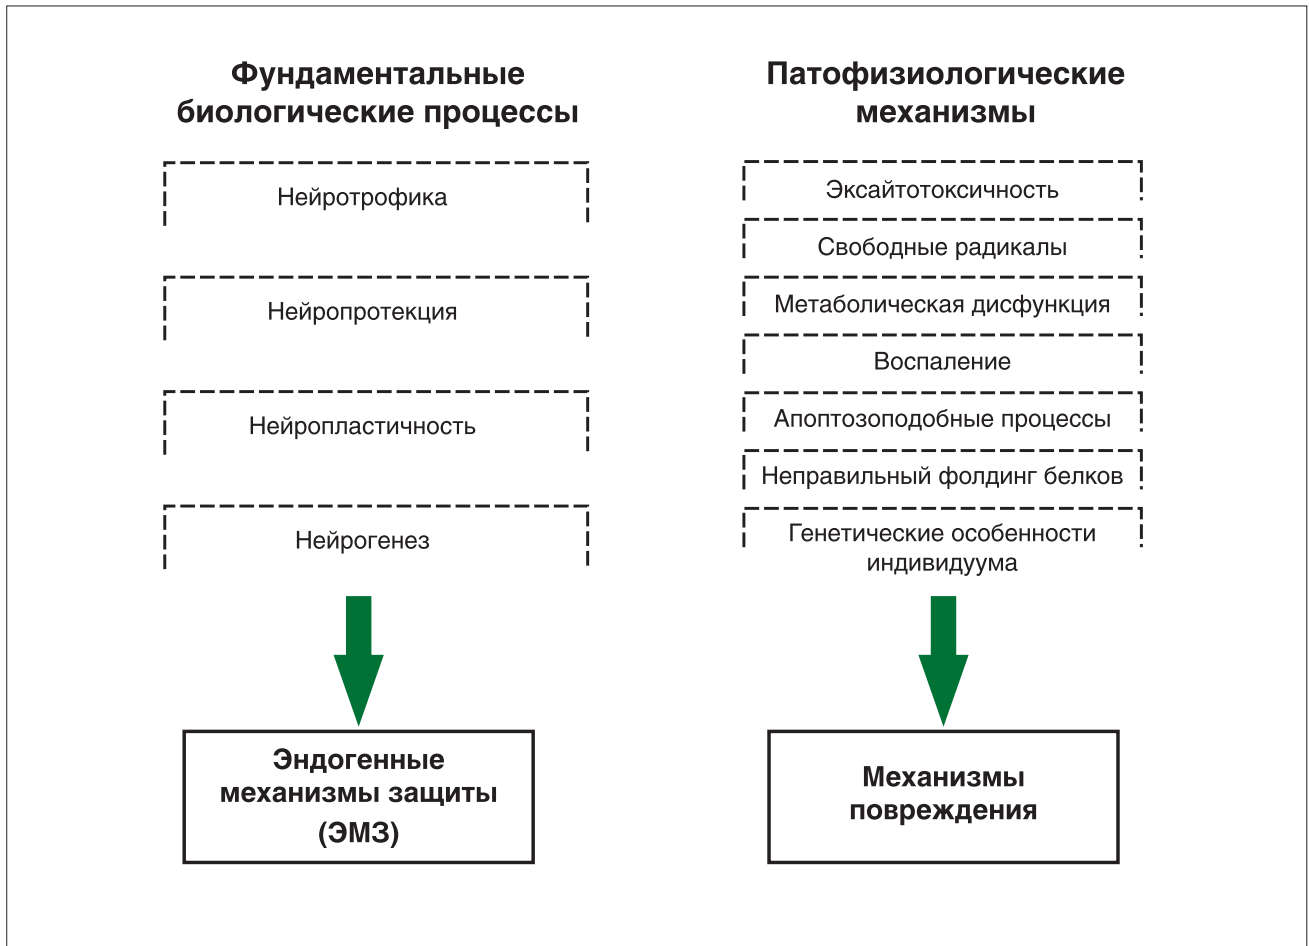 Фундаментальные
биологические процессы
Нейротрофика
Нейропротекция
Нейропластичность
Нейрогенез
Эндогенные
механизмы защиты
(ЭМЗ)
Патофизиологические
механизмы
Эксайтотоксичность
Свободные радикалы
Метаболическая дисфункция
Воспаление
Апоптозоподобные процессы
Неправильный фолдинг белков
Генетические особенности
индивидуума
Механизмы
повреждения